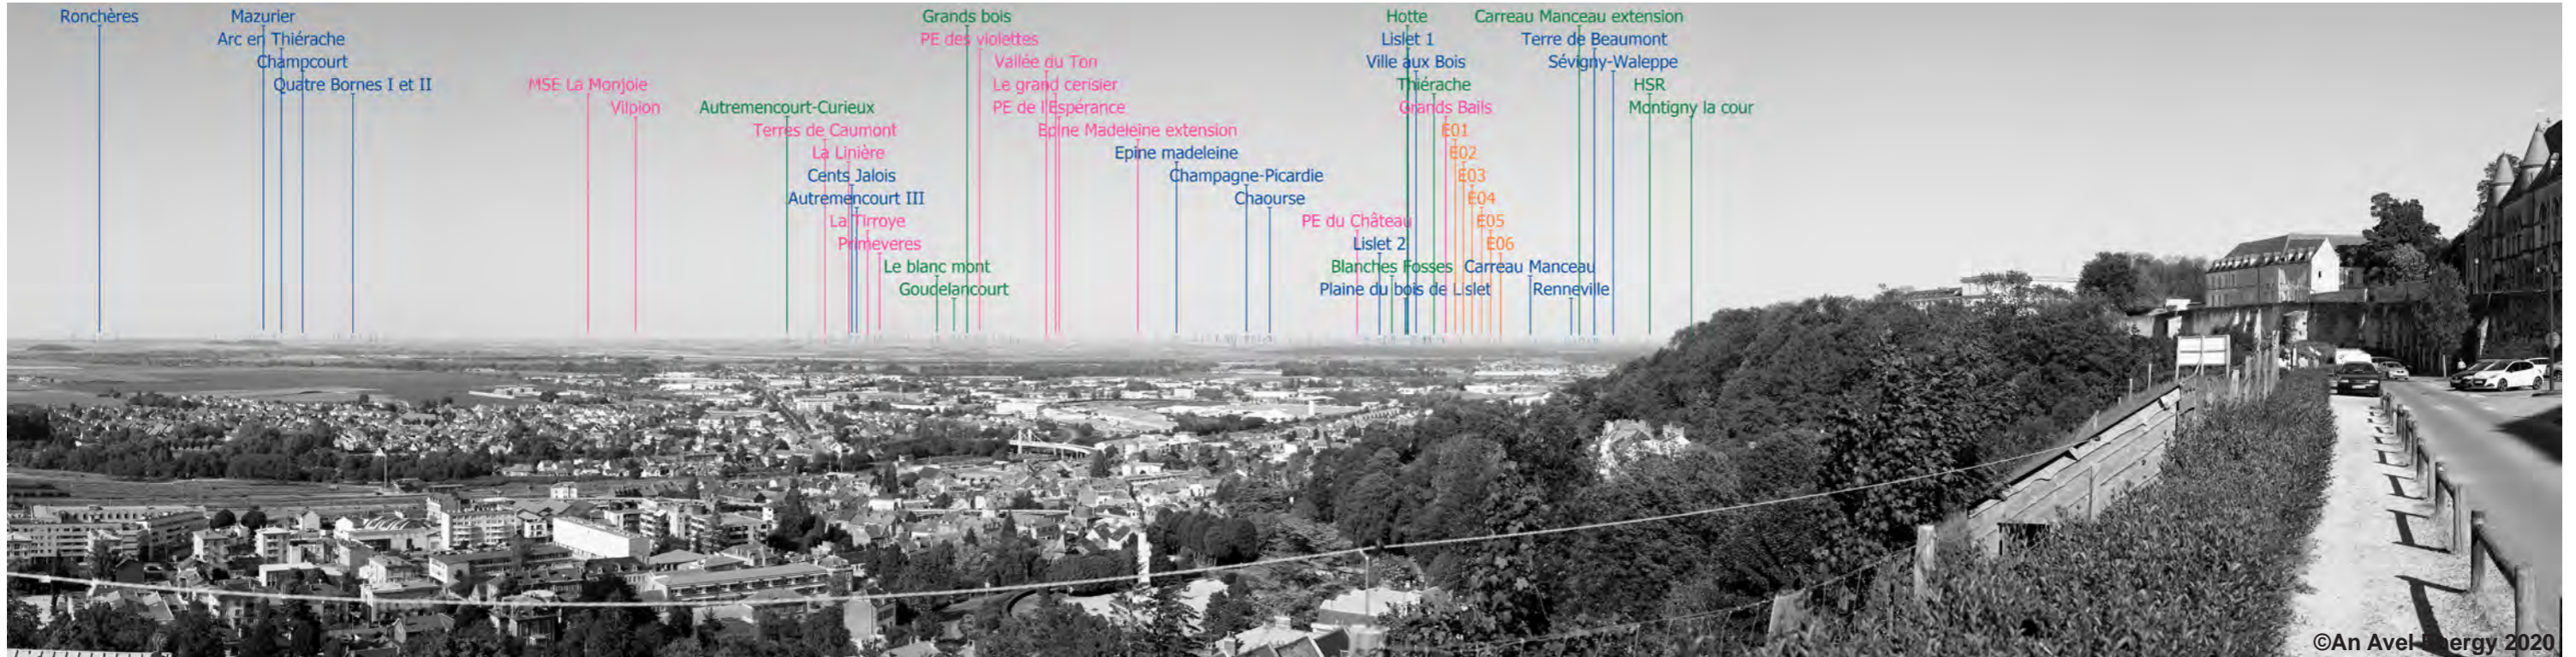 Ronchères
Mazurier
Grands bois
Hotte
Carreau Manceau extension
Arc en Thiérache
PE des violettes
Lislet 1
Terre de Beaumont
Champcourt
Vallée du Ton
Ville aux Bois
Sévigny-Waleppe
Quatre Bornes I et II
MSE La Monjoie
Le grand cerisier
Thiérache
HSR
Vilpion
Autremencourt-Curieux
PE de l'Espérance
Grands Bails
Montigny la cour
Terres de Caumont
Epine Madeleine extension
E01
La Linière
Epine madeleine
E02
Cents Jalois
Champagne-Picardie
E03
Autremencourt III
Chaourse
E04
La Tirroye
PE du Château
E05
Primeveres
Lislet 2
E06
Le blanc mont
Blanches Fosses
Carreau Manceau
Goudelancourt
Plaine du bois de Lislet
Renneville
©An Avel Energy 2020